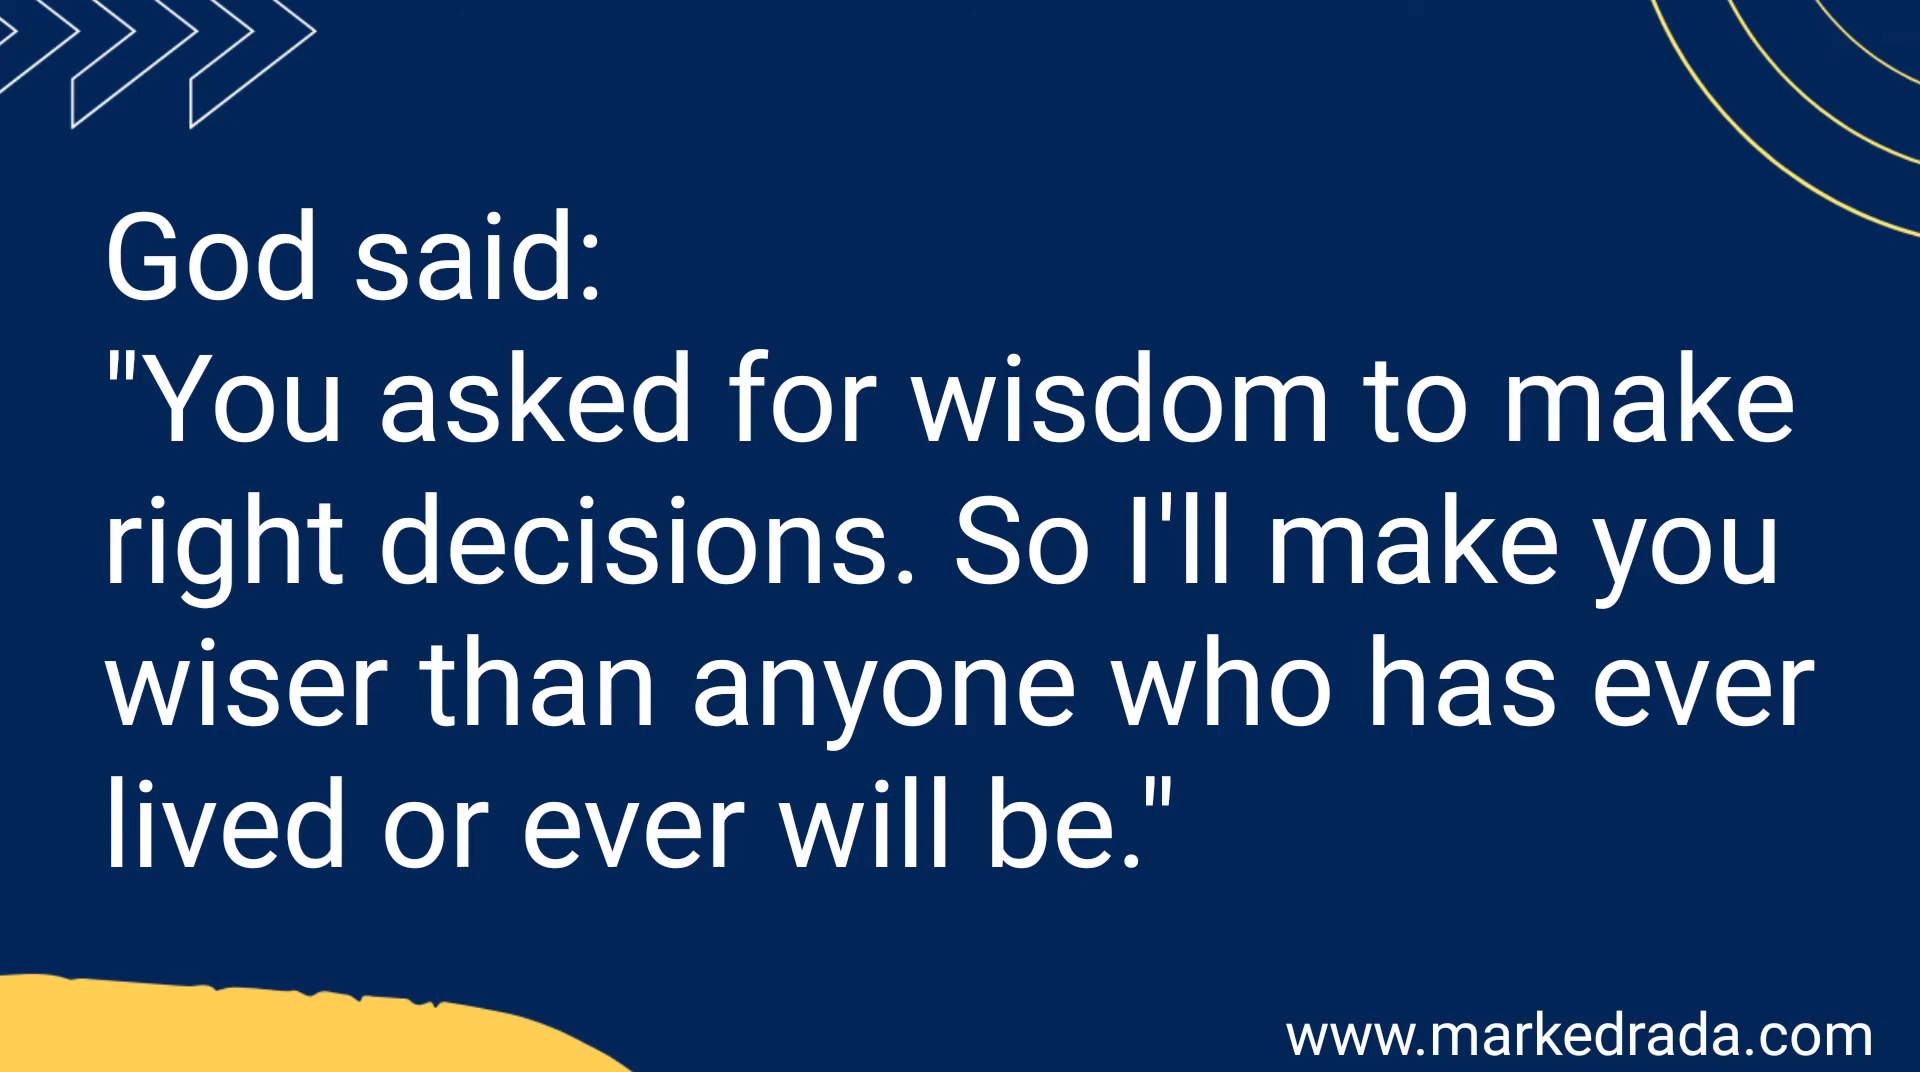 God said:
"You asked for wisdom to make
right decisions. So I'll make you
wiser than anyone who has ever
lived or ever will be."
www.markedrada.com